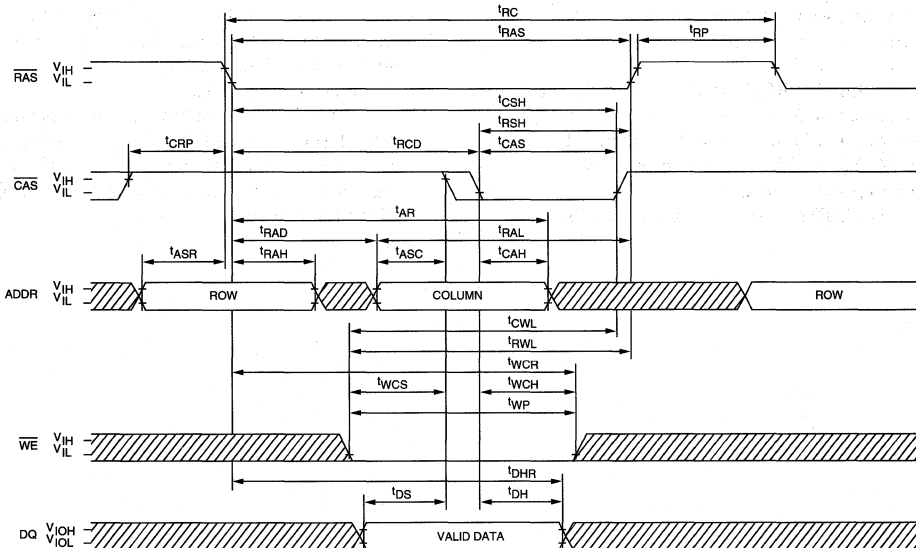 tRC
tRAS
tRP
RAS VIH
VIL
tCSH
tRSH
tCRP tRCD tCAS
CAS VIH
VIL
tAR
tRAD tRAL
tASR tRAH tASC tCAH
ADDR VIH
VIL
ROW COLUMN ROW
tCWL
tRWL
tWCR
tWCS tWCH
tWP
WE VIH
VIL
tDHR
tDS tDH
DQ VIOH
VIOL
VALID DATA